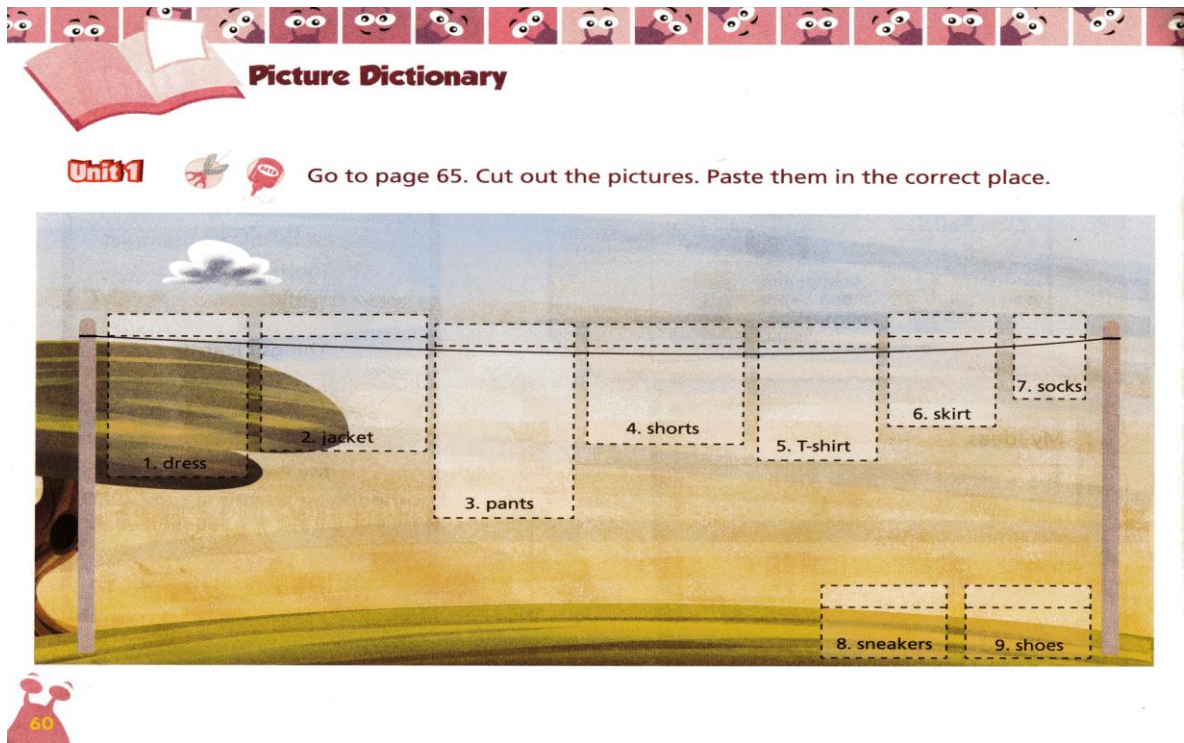 Picture Dictionary
Unit 1
Go to page 65. Cut out the pictures. Paste them in the correct place.
1. dress
2. jacket
3. pants
4. shorts
5. T-shirt
6. skirt
7. socks
8. sneakers
9. shoes
60